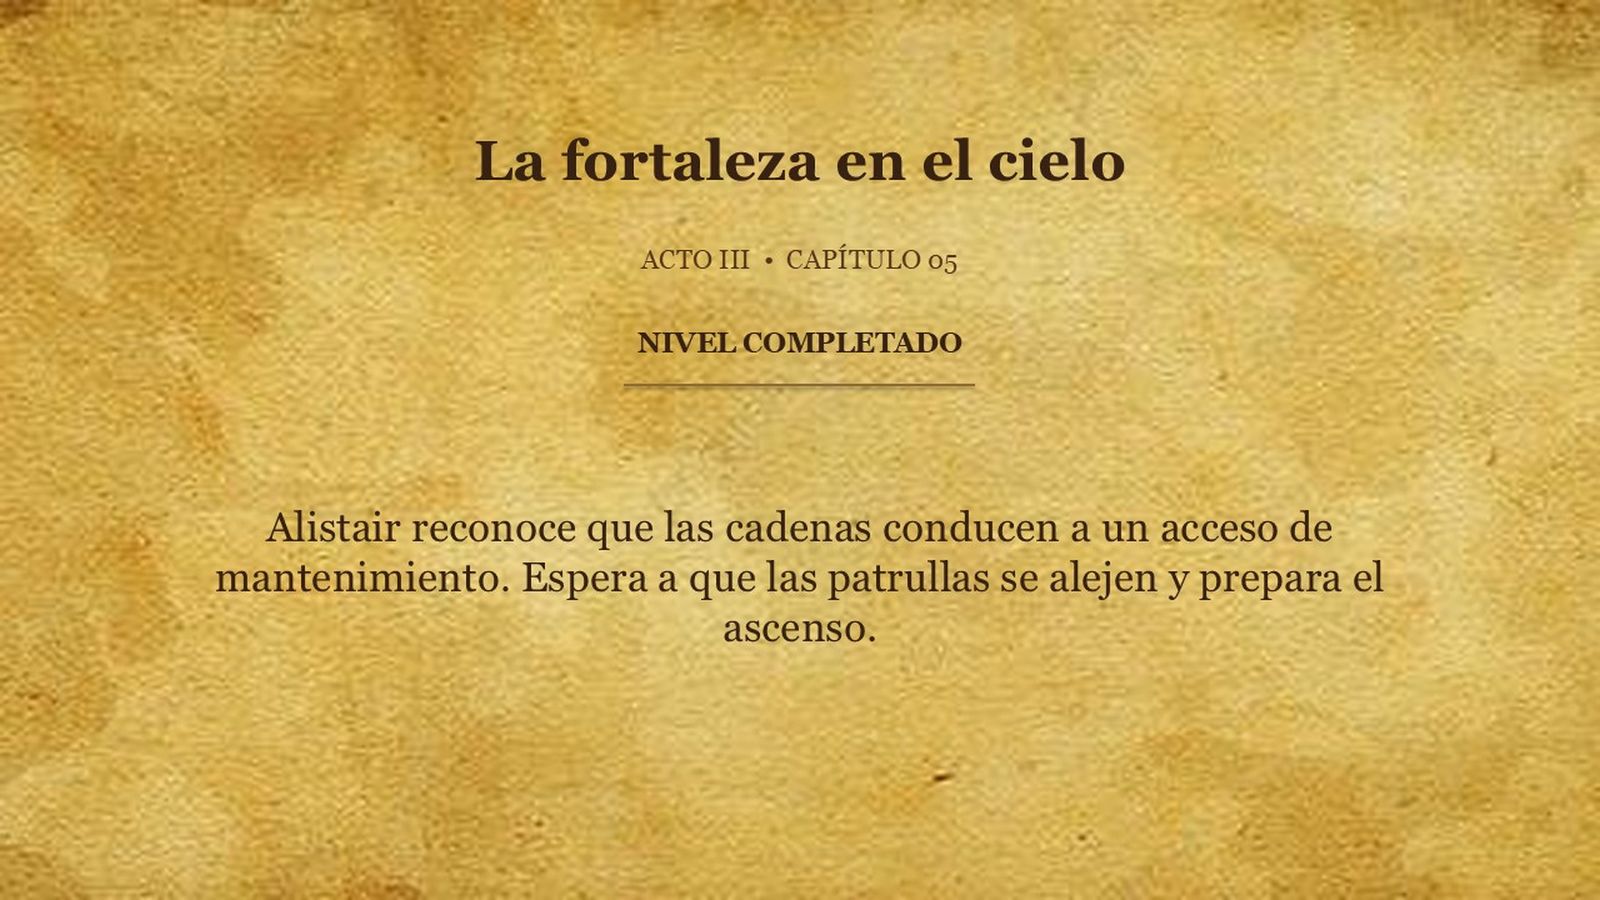 La fortaleza en el cielo
ACTO III • CAPÍTULO 05
NIVEL COMPLETADO
Alistair reconoce que las cadenas conducen a un acceso de
mantenimiento. Espera a que las patrullas se alejen y prepara el
ascenso.